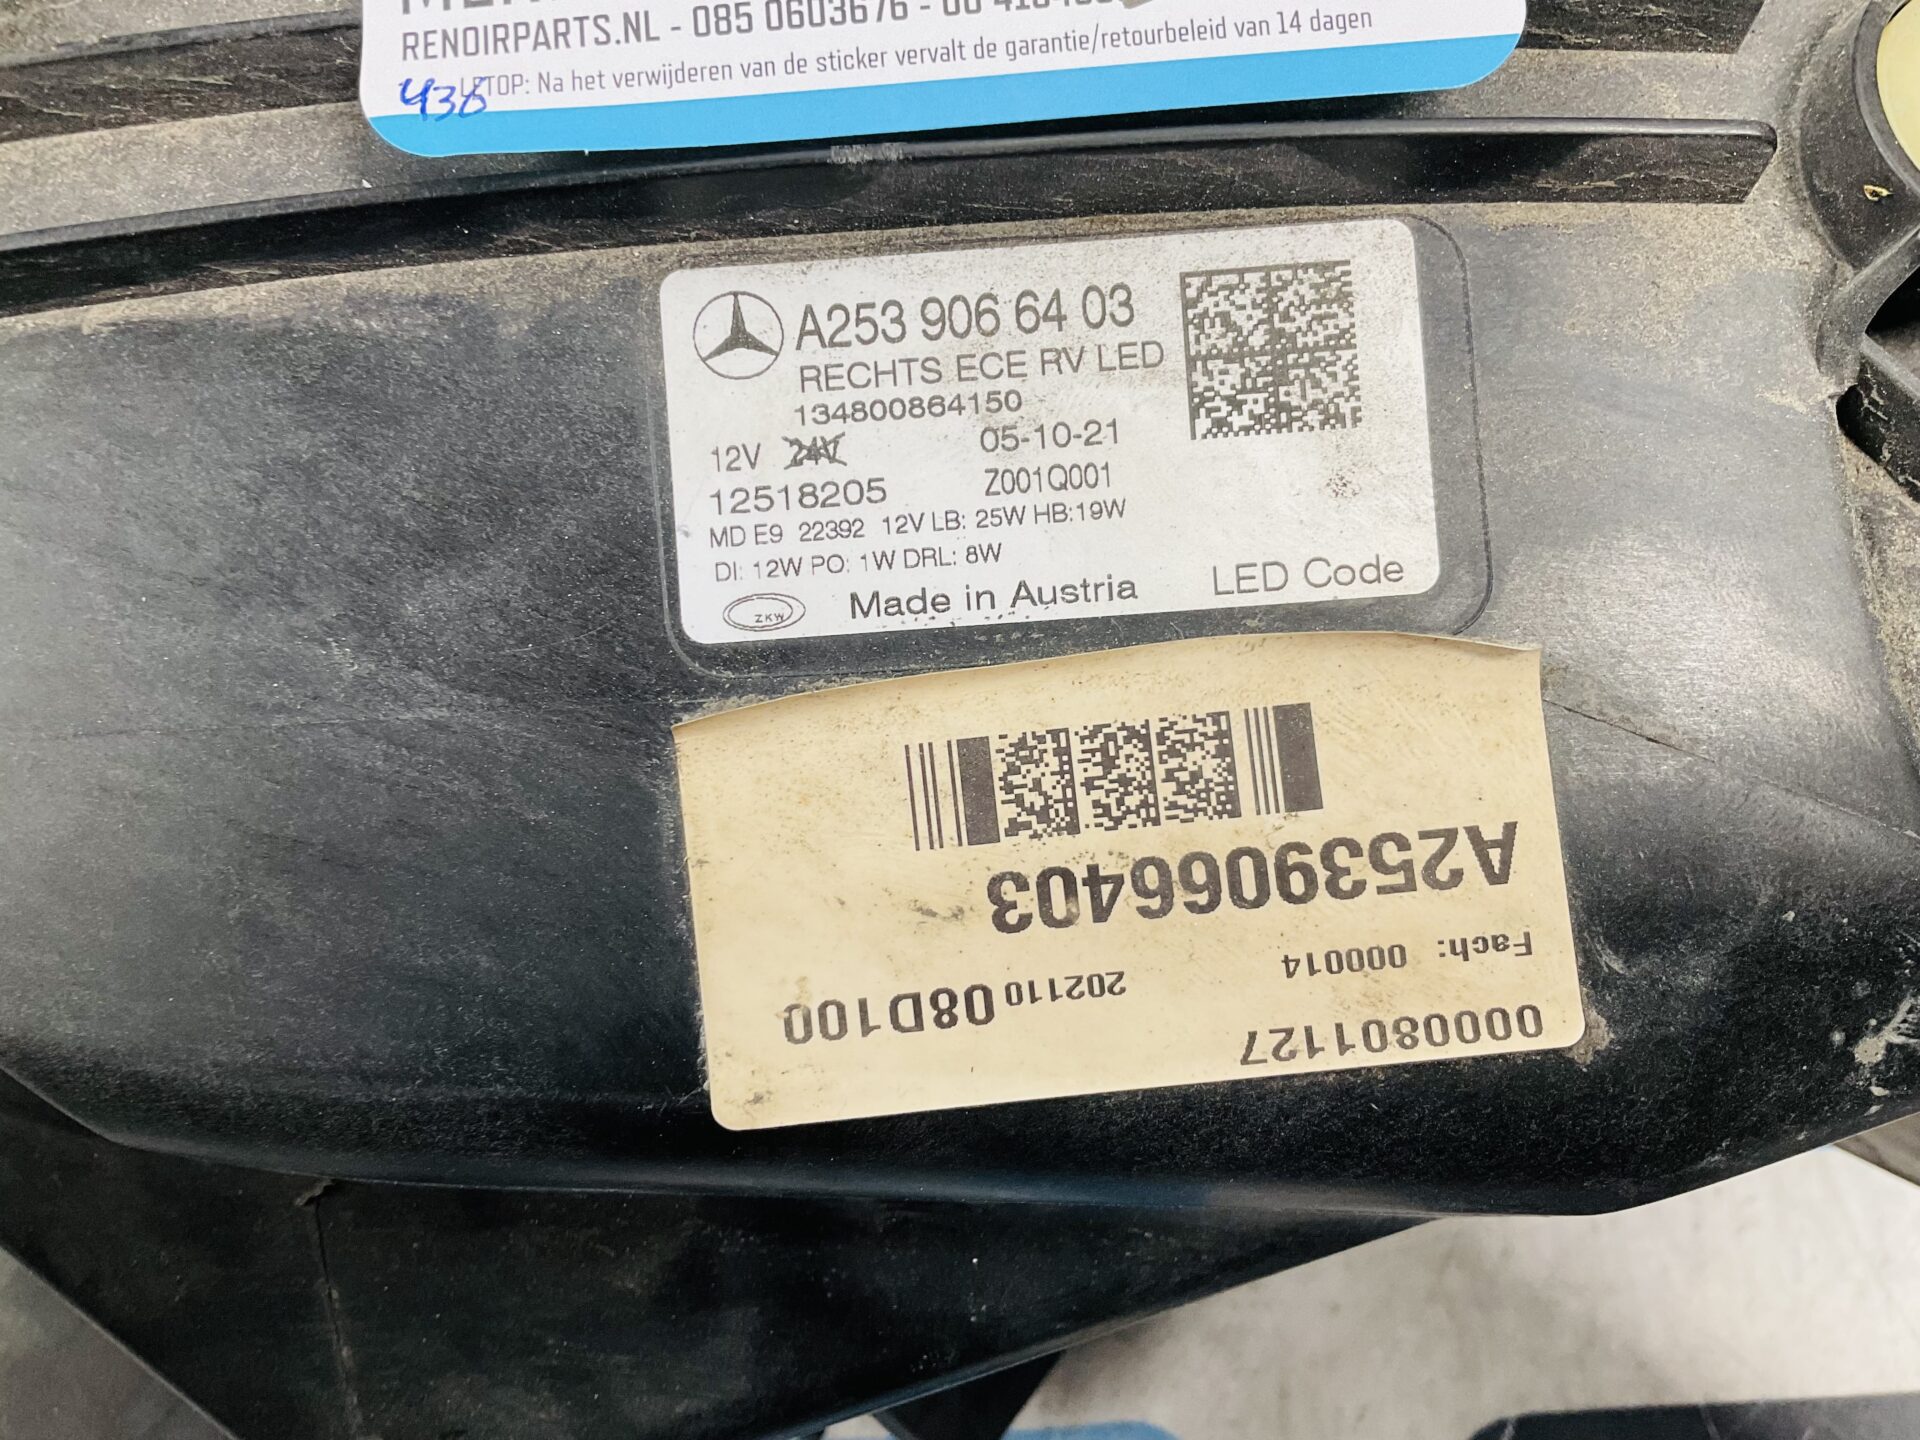 RENOIRPARTS.NL - 085 0603676 -
LET OP: Na het verwijderen van de sticker vervalt de garantie/retourbeleid van 14 dagen
438
A253 906 64 03
RECHTS ECE RV LED
134800864150
12V 24V 05-10-21
12518205 Z001Q001
MD E9 22392 12V LB: 25W HB:19W
DI: 12W PO: 1W DRL: 8W
ZKW Made in Austria LED Code
0000801127
Fach: 000014 202110 08D100
A2539066403